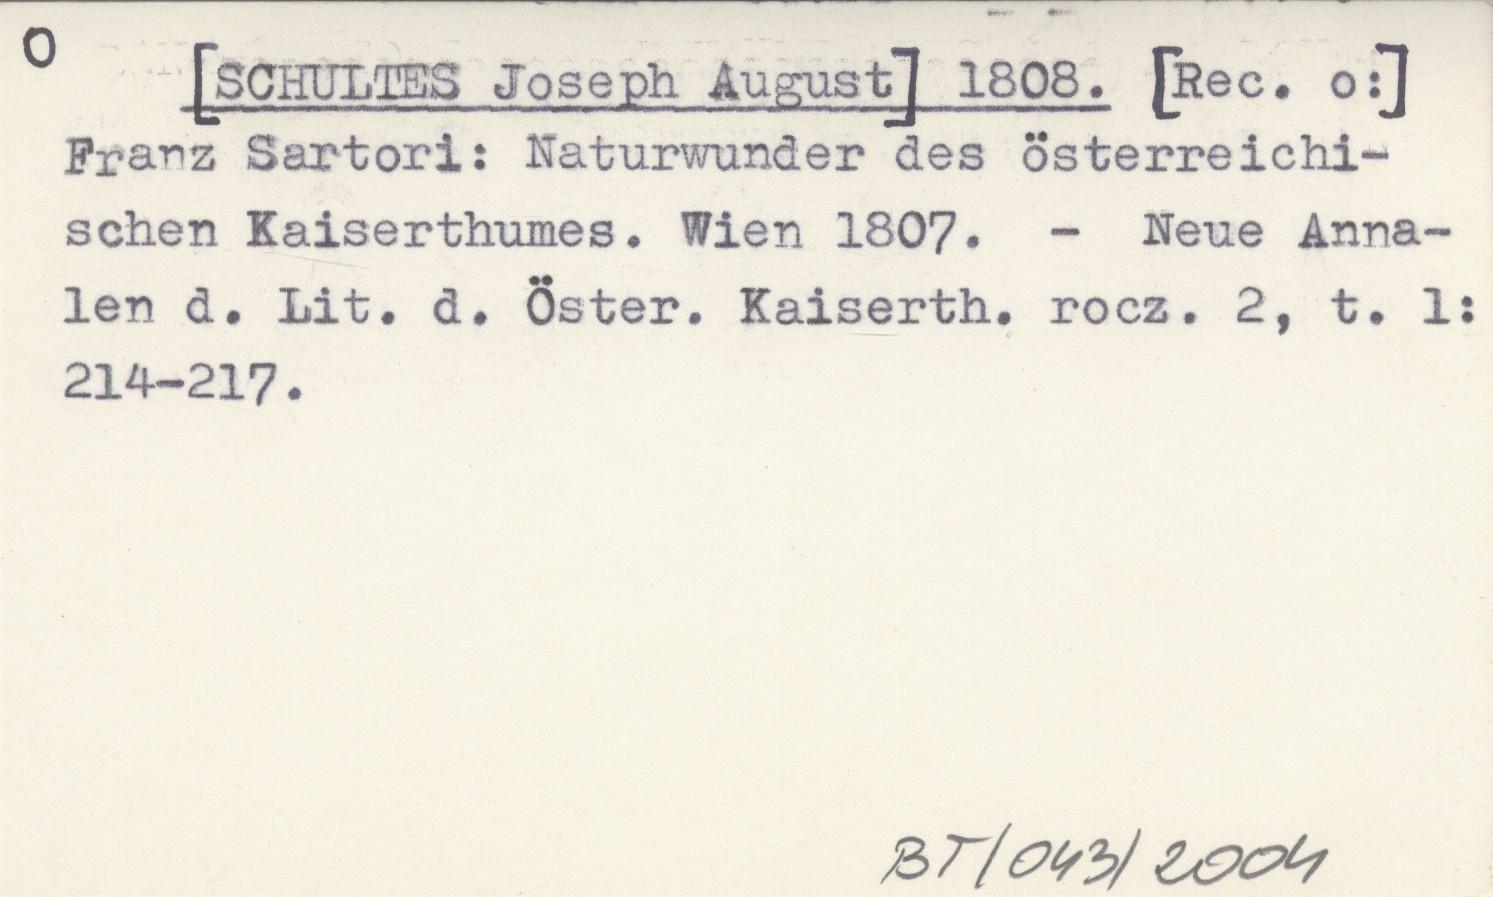 O
[SCHULTES Joseph August] 1808. [Rec. o:]
Franz Sartori: Naturwunder des österreichi-
schen Kaiserthumes. Wien 1807. - Neue Anna-
len d. Lit. d. Öster. Kaiserth. rocz. 2, t. 1:
214-217.
BT/043/2004